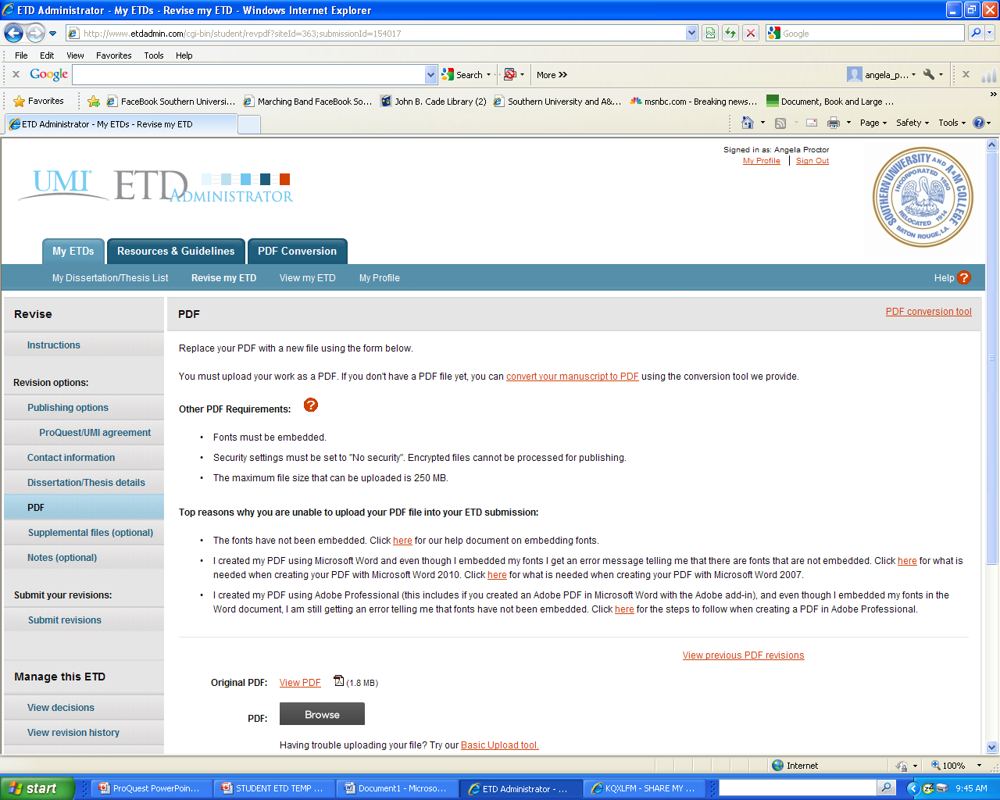 ETD Administrator - My ETDs - Revise my ETD - Windows Internet Explorer
http://www.etdadmin.com/cgi-bin/student/revpdf?siteId=363;submissionId=154017
Google
File Edit View Favorites Tools Help
x Google Search More >> angela_p... x
Favorites FaceBook Southern Universi... Marching Band FaceBook So... John B. Cade Library (2) Southern University and A&... msnbc.com - Breaking news... Document, Book and Large ... »
ETD Administrator - My ETDs - Revise my ETD Page Safety Tools
Signed in as: Angela Proctor
My Profile | Sign Out
UMI ETD ADMINISTRATOR
SOUTHERN UNIVERSITY AND A&M COLLEGE
INCORPORATED 1880
RELOCATED 1914
BATON ROUGE, LA.
My ETDs Resources & Guidelines PDF Conversion
My Dissertation/Thesis List Revise my ETD View my ETD My Profile Help ?
Revise
Instructions
Revision options:
Publishing options
ProQuest/UMI agreement
Contact information
Dissertation/Thesis details
PDF
Supplemental files (optional)
Notes (optional)
Submit your revisions:
Submit revisions
Manage this ETD
View decisions
View revision history
PDF PDF conversion tool
Replace your PDF with a new file using the form below.
You must upload your work as a PDF. If you don't have a PDF file yet, you can convert your manuscript to PDF using the conversion tool we provide.
Other PDF Requirements: ?
• Fonts must be embedded.
• Security settings must be set to "No security". Encrypted files cannot be processed for publishing.
• The maximum file size that can be uploaded is 250 MB.
Top reasons why you are unable to upload your PDF file into your ETD submission:
• The fonts have not been embedded. Click here for our help document on embedding fonts.
• I created my PDF using Microsoft Word and even though I embedded my fonts I get an error message telling me that there are fonts that are not embedded. Click here for what is
needed when creating your PDF with Microsoft Word 2010. Click here for what is needed when creating your PDF with Microsoft Word 2007.
• I created my PDF using Adobe Professional (this includes if you created an Adobe PDF in Microsoft Word with the Adobe add-in), and even though I embedded my fonts in the
Word document, I am still getting an error telling me that fonts have not been embedded. Click here for the steps to follow when creating a PDF in Adobe Professional.
View previous PDF revisions
Original PDF: View PDF (1.8 MB)
PDF: Browse
Having trouble uploading your file? Try our Basic Upload tool.
Internet 100%
start ProQuest PowerPoin... STUDENT ETD TEMP ... Document1 - Microso... ETD Administrator - ... KQXLFM - SHARE MY ... 9:45 AM